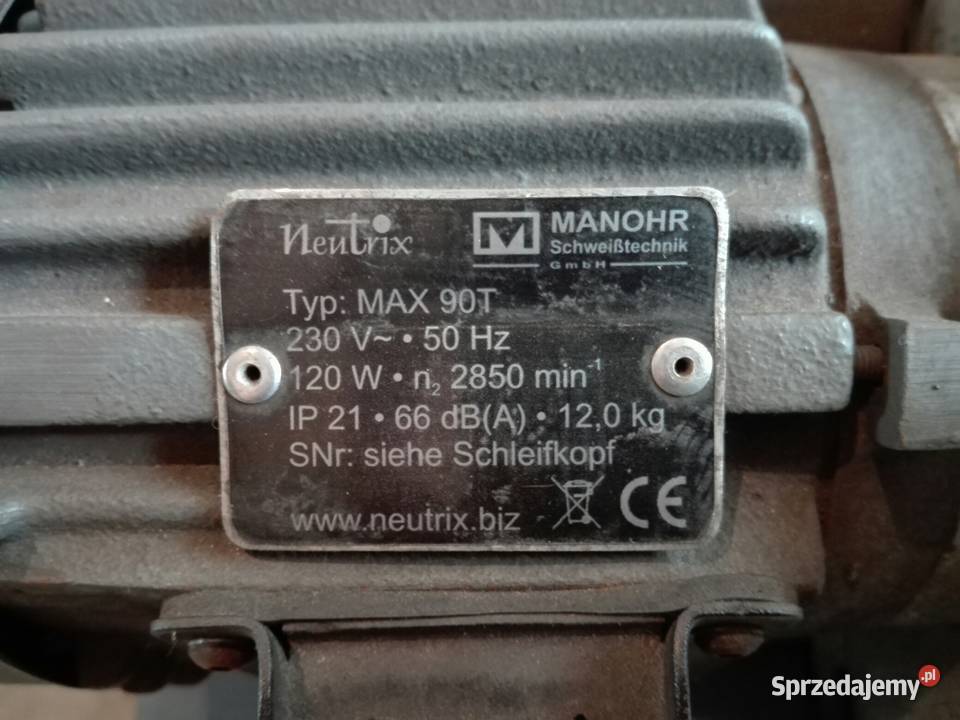 Neutrix
M MANOHR
Schweißtechnik
GmbH
Typ: MAX 90T
230 V~ • 50 Hz
120 W • n₂ 2850 min⁻¹
IP 21 • 66 dB(A) • 12,0 kg
SNr: siehe Schleifkopf
www.neutrix.biz
CE
Sprzedajemy.pl